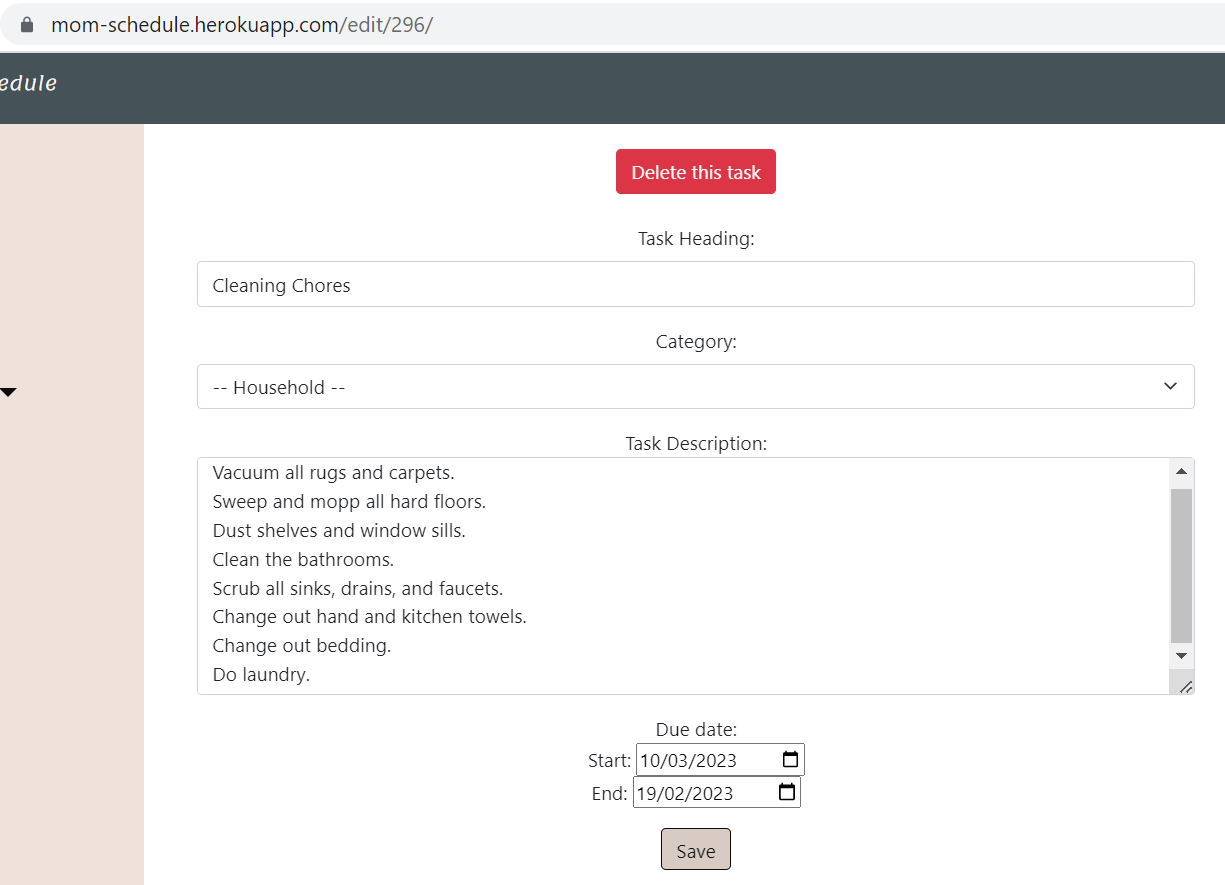 mom-schedule.herokuapp.com/edit/296/
edule
Delete this task
Task Heading:
Cleaning Chores
Category:
-- Household --
Task Description:
Vacuum all rugs and carpets.
Sweep and mopp all hard floors.
Dust shelves and window sills.
Clean the bathrooms.
Scrub all sinks, drains, and faucets.
Change out hand and kitchen towels.
Change out bedding.
Do laundry.
Due date:
Start: 10/03/2023
End: 19/02/2023
Save